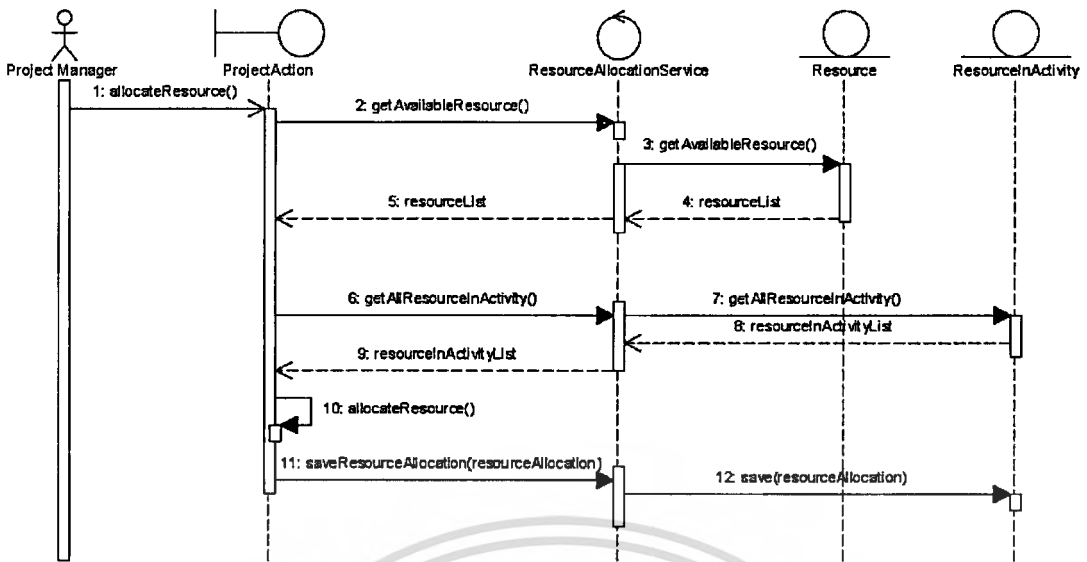 Project Manager
ProjectAction
ResourceAllocationService
Resource
ResourceInActivity
1: allocateResource()
2: getAvailableResource()
3: getAvailableResource()
5: resourceList
4: resourceList
6: getAllResourceInActivity()
7: getAllResourceInActivity()
8: resourceInActivityList
9: resourceInActivityList
10: allocateResource()
11: saveResourceAllocation(resourceAllocation)
12: save(resourceAllocation)